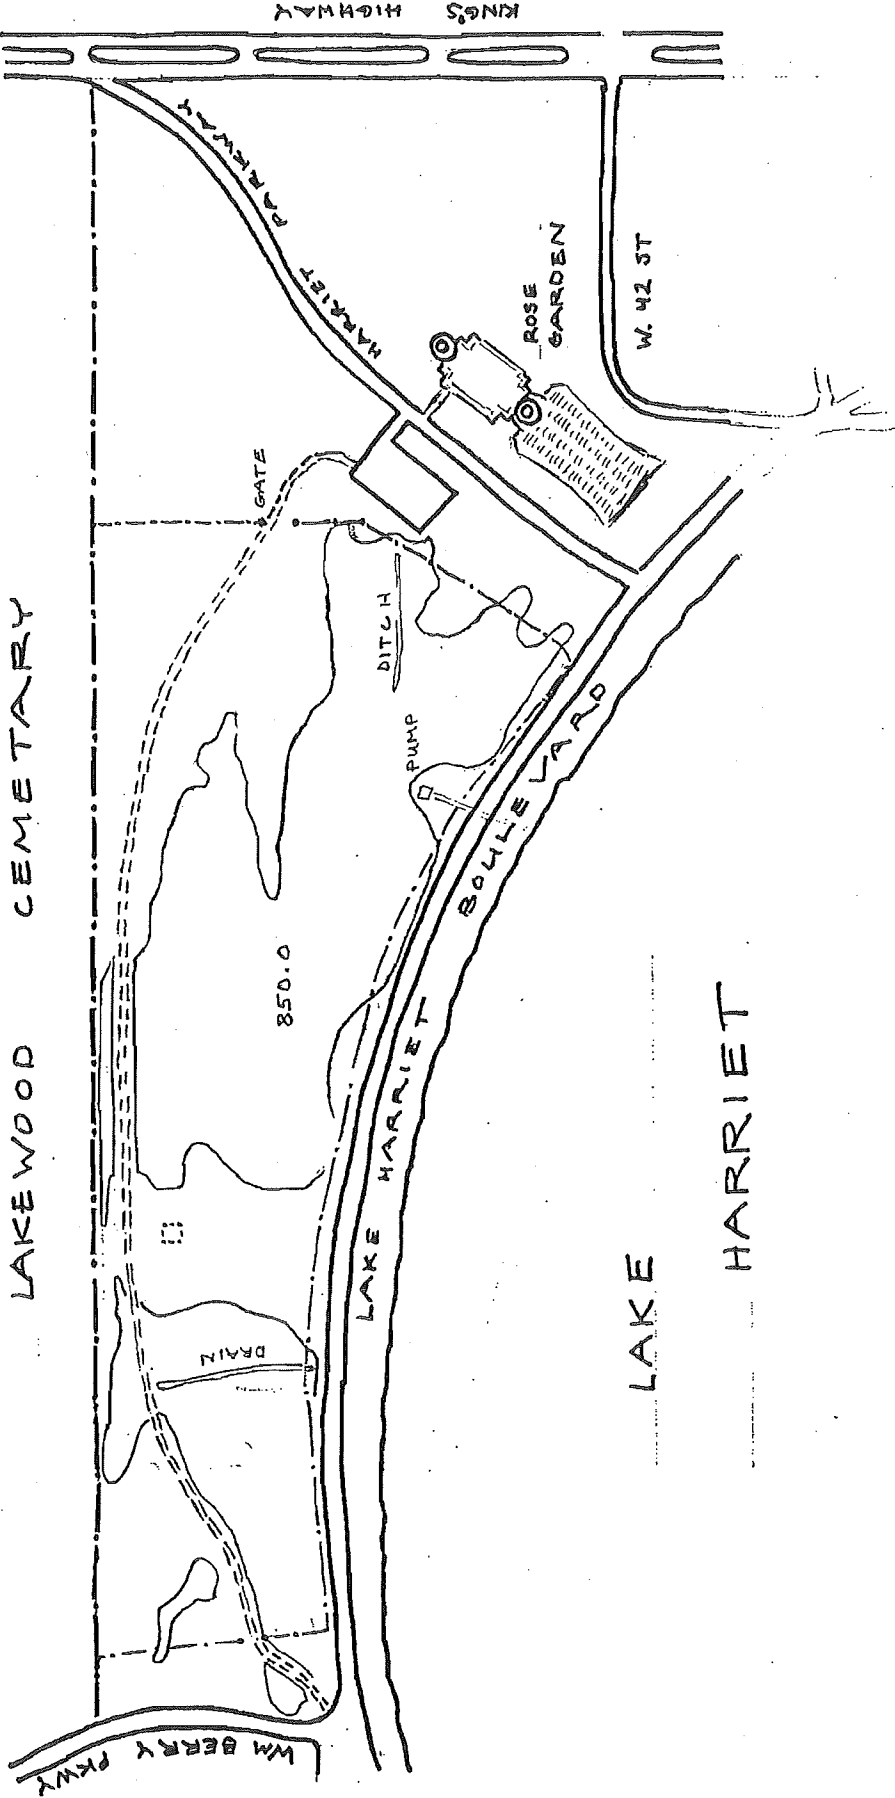 KING'S HIGHWAY
HARRIET PARKWAY
ROSE
GARDEN
W. 42 ST
GATE
LAKEWOOD CEMETARY
DITCH
PUMP
850.0
LAKE HARRIET BOULEVARD
DRAIN
LAKE
HARRIET
WM BERRY PKWY